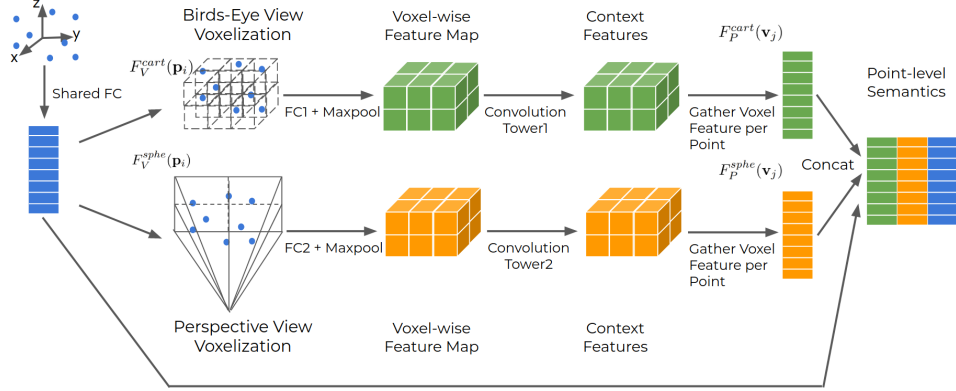 z
y
x
Shared FC
Birds-Eye View
Voxelization
F_V^{cart}(p_i)
FC1 + Maxpool
Voxel-wise
Feature Map
Convolution
Tower1
Context
Features
Gather Voxel
Feature per
Point
F_P^{cart}(v_j)
Point-level
Semantics
Concat
F_V^{sphe}(p_i)
FC2 + Maxpool
Convolution
Tower2
Gather Voxel
Feature per
Point
F_P^{sphe}(v_j)
Perspective View
Voxelization
Voxel-wise
Feature Map
Context
Features